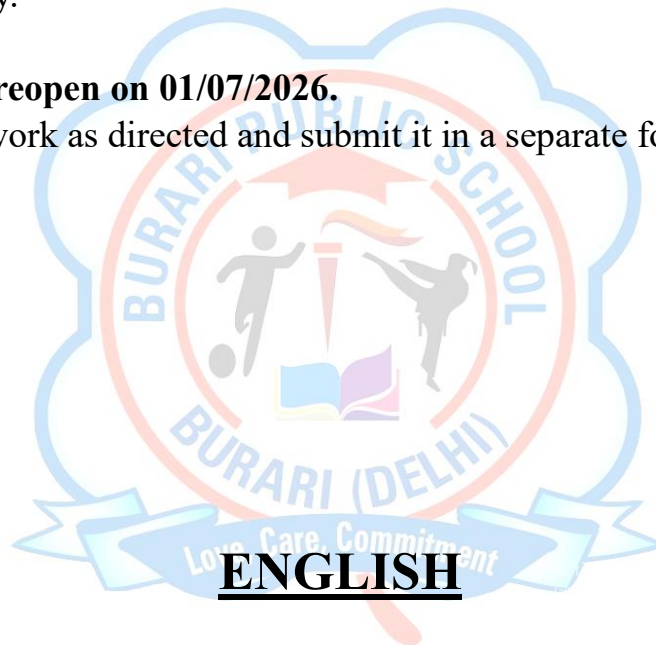 y.
reopen on 01/07/2026.
work as directed and submit it in a separate fo
BURARI PUBLIC SCHOOL
BURARI (DELHI)
Love, Care, Commitment
ENGLISH